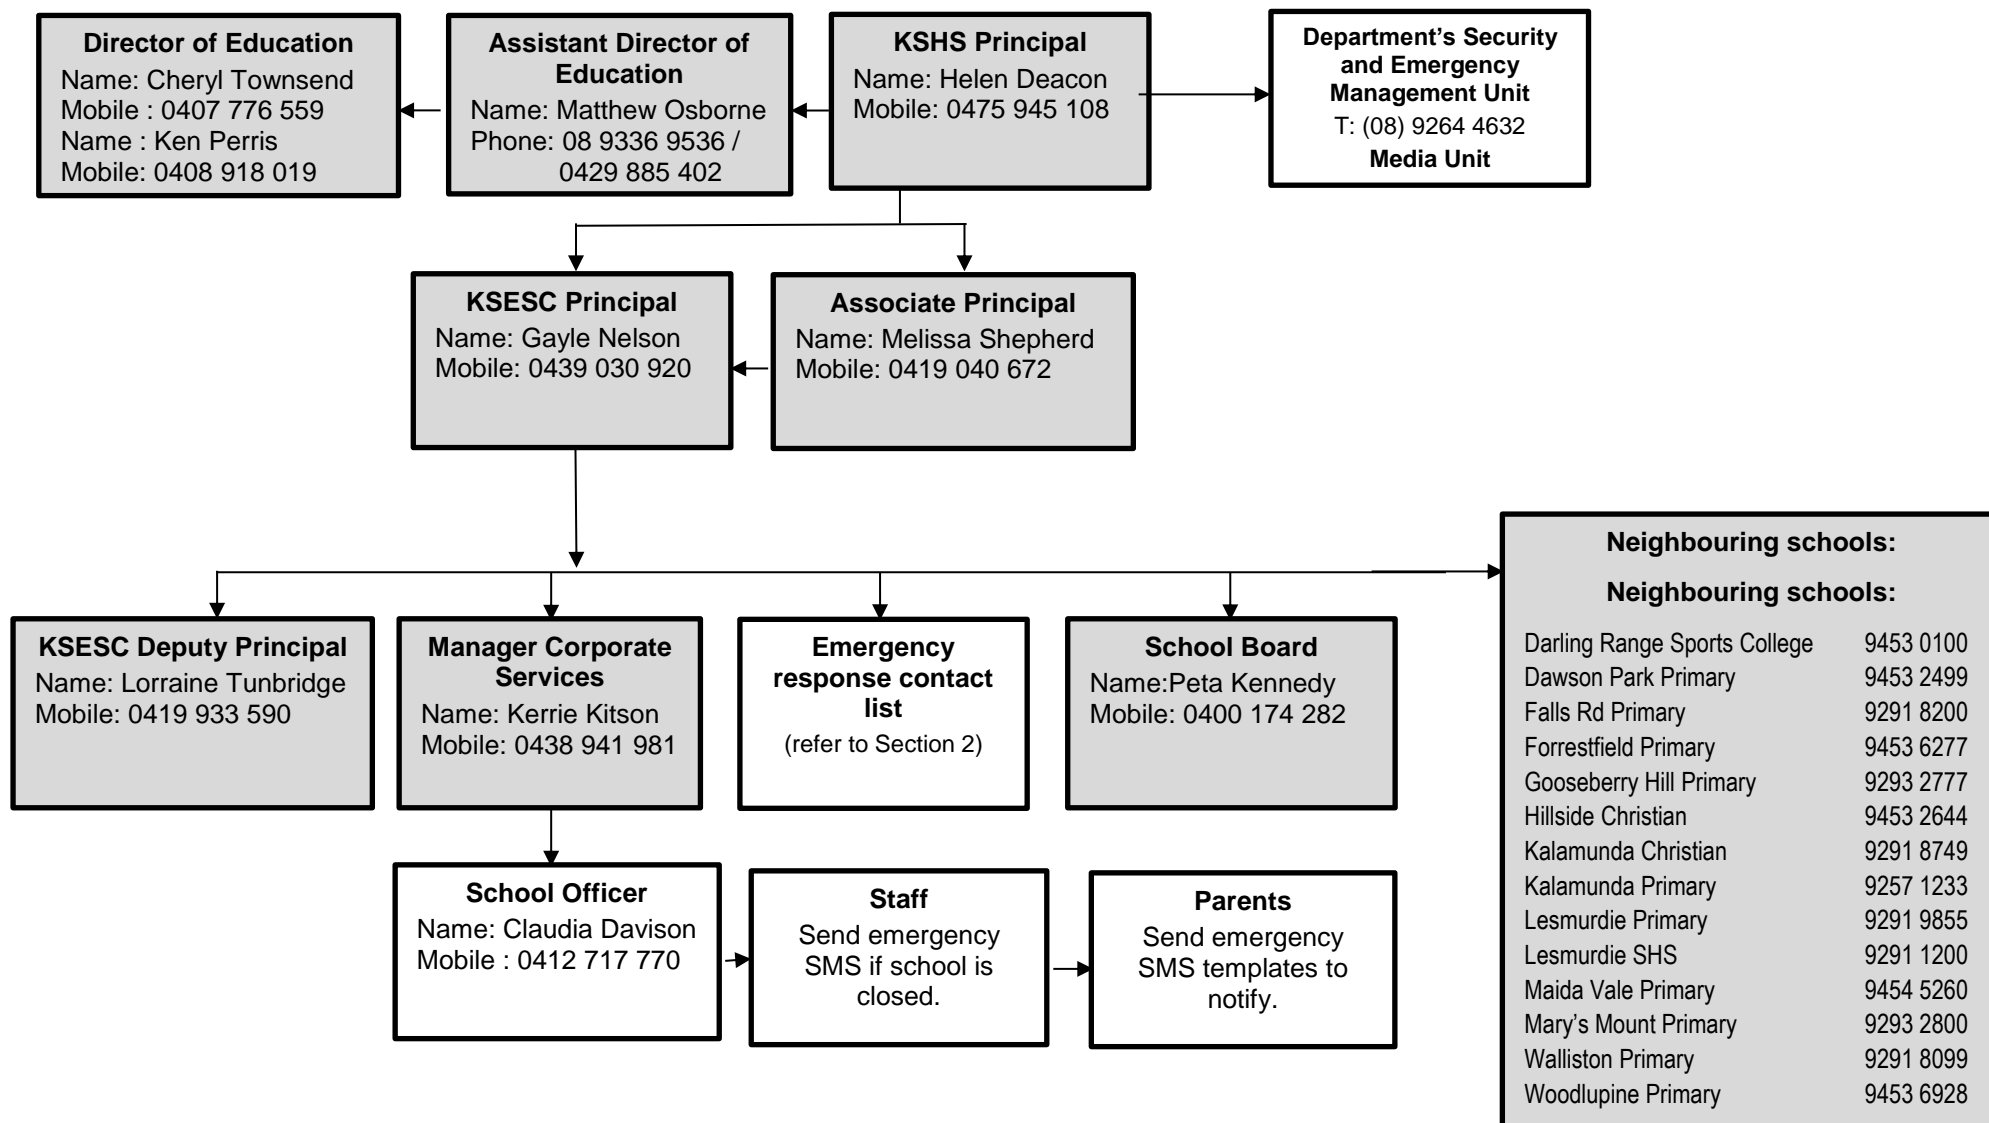 Director of Education
Name: Cheryl Townsend
Mobile : 0407 776 559
Name : Ken Perris
Mobile: 0408 918 019
Assistant Director of
Education
Name: Matthew Osborne
Phone: 08 9336 9536 /
0429 885 402
KSHS Principal
Name: Helen Deacon
Mobile: 0475 945 108
Department’s Security
and Emergency
Management Unit
T: (08) 9264 4632
Media Unit
KSESC Principal
Name: Gayle Nelson
Mobile: 0439 030 920
Associate Principal
Name: Melissa Shepherd
Mobile: 0419 040 672
KSESC Deputy Principal
Name: Lorraine Tunbridge
Mobile: 0419 933 590
Manager Corporate
Services
Name: Kerrie Kitson
Mobile: 0438 941 981
Emergency
response contact
list
(refer to Section 2)
School Board
Name:Peta Kennedy
Mobile: 0400 174 282
Neighbouring schools:
Neighbouring schools:
Darling Range Sports College 9453 0100
Dawson Park Primary 9453 2499
Falls Rd Primary 9291 8200
Forrestfield Primary 9453 6277
Gooseberry Hill Primary 9293 2777
Hillside Christian 9453 2644
Kalamunda Christian 9291 8749
Kalamunda Primary 9257 1233
Lesmurdie Primary 9291 9855
Lesmurdie SHS 9291 1200
Maida Vale Primary 9454 5260
Mary’s Mount Primary 9293 2800
Walliston Primary 9291 8099
Woodlupine Primary 9453 6928
School Officer
Name: Claudia Davison
Mobile : 0412 717 770
Staff
Send emergency
SMS if school is
closed.
Parents
Send emergency
SMS templates to
notify.